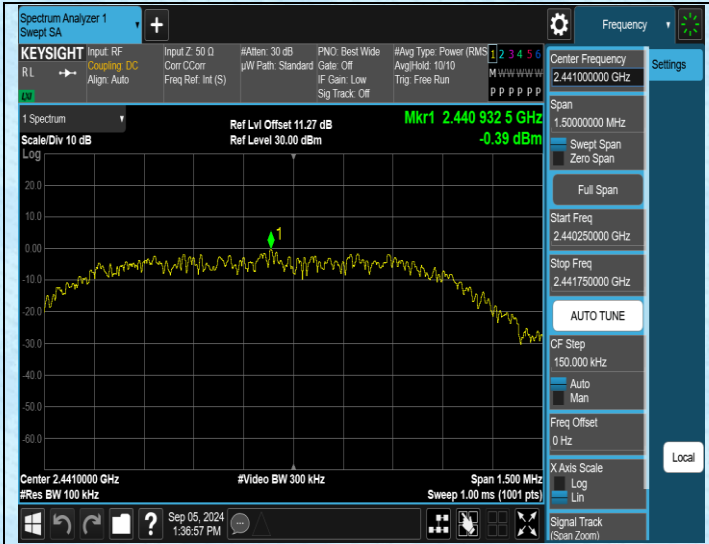 Spectrum Analyzer 1
Swept SA
Frequency
KEYSIGHT
RL
LXI
Input: RF
Coupling: DC
Align: Auto
Input Z: 50 Ω
Corr CCorr
Freq Ref: Int (S)
#Atten: 30 dB
µW Path: Standard
PNO: Best Wide
Gate: Off
IF Gain: Low
Sig Track: Off
#Avg Type: Power (RMS
Avg|Hold: 10/10
Trig: Free Run
1 2 3 4 5 6
M W W W W W
P P P P P P
Center Frequency
2.441000000 GHz
Settings
Span
1.50000000 MHz
Swept Span
Zero Span
Full Span
Start Freq
2.440250000 GHz
Stop Freq
2.441750000 GHz
AUTO TUNE
CF Step
150.000 kHz
Auto
Man
Freq Offset
0 Hz
X Axis Scale
Log
Lin
Signal Track
(Span Zoom)
Local
1 Spectrum
Scale/Div 10 dB
Ref Lvl Offset 11.27 dB
Ref Level 30.00 dBm
Mkr1 2.440 932 5 GHz
-0.39 dBm
Log
20.0
10.0
0.00
-10.0
-20.0
-30.0
-40.0
-50.0
-60.0
1
Center 2.4410000 GHz
#Res BW 100 kHz
#Video BW 300 kHz
Span 1.500 MHz
Sweep 1.00 ms (1001 pts)
Sep 05, 2024
1:36:57 PM